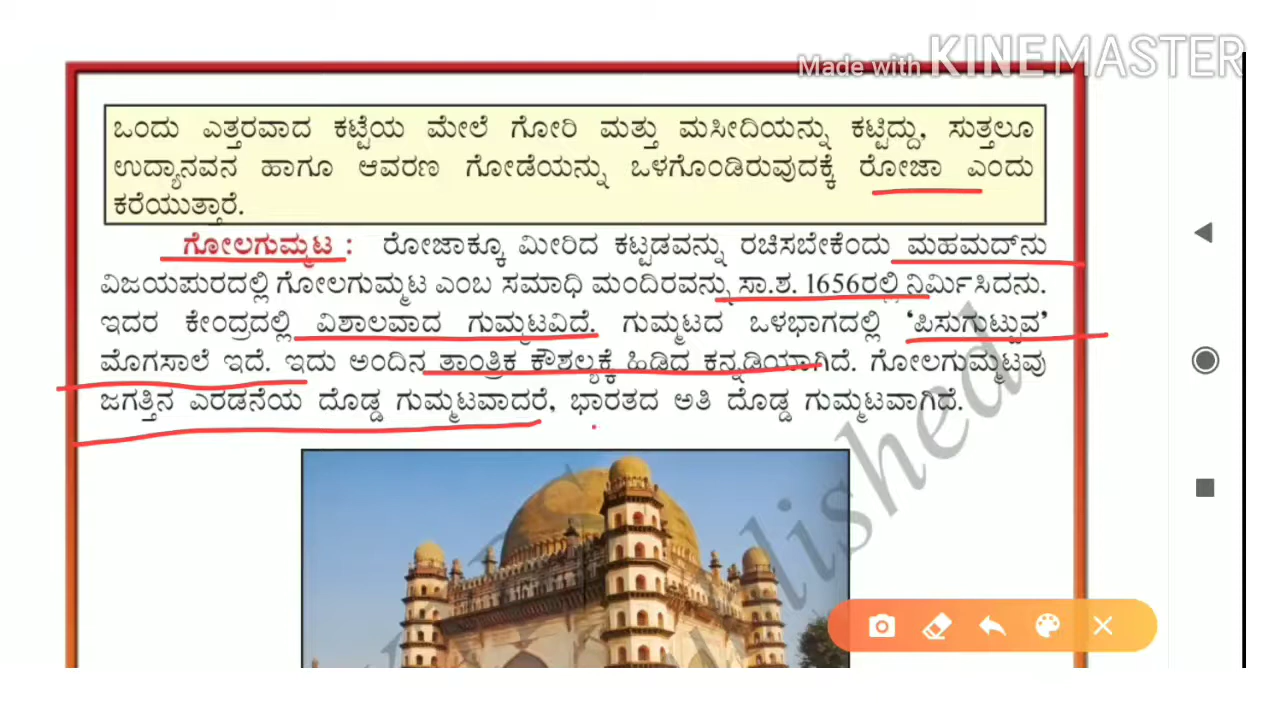 Made with KINEMASTER
ಒಂದು ಎತ್ತರವಾದ ಕಟ್ಟೆಯ ಮೇಲೆ ಗೋರಿ ಮತ್ತು ಮಸೀದಿಯನ್ನು ಕಟ್ಟಿದ್ದು, ಸುತ್ತಲೂ
ಉದ್ಯಾನವನ ಹಾಗೂ ಆವರಣ ಗೋಡೆಯನ್ನು ಒಳಗೊಂಡಿರುವುದಕ್ಕೆ ರೋಜಾ ಎಂದು
ಕರೆಯುತ್ತಾರೆ.
ಗೋಲಗುಮ್ಮಟ : ರೋಜಾಕ್ಕೂ ಮೀರಿದ ಕಟ್ಟಡವನ್ನು ರಚಿಸಬೇಕೆಂದು ಮಹಮದ್‌ನು
ವಿಜಯಪುರದಲ್ಲಿ ಗೋಲಗುಮ್ಮಟ ಎಂಬ ಸಮಾಧಿ ಮಂದಿರವನ್ನು ಸಾ.ಶ. 1656ರಲ್ಲಿ ನಿರ್ಮಿಸಿದನು.
ಇದರ ಕೇಂದ್ರದಲ್ಲಿ ವಿಶಾಲವಾದ ಗುಮ್ಮಟವಿದೆ. ಗುಮ್ಮಟದ ಒಳಭಾಗದಲ್ಲಿ ‘ಪಿಸುಗುಟ್ಟುವ’
ಮೊಗಸಾಲೆ ಇದೆ. ಇದು ಅಂದಿನ ತಾಂತ್ರಿಕ ಕೌಶಲ್ಯಕ್ಕೆ ಹಿಡಿದ ಕನ್ನಡಿಯಾಗಿದೆ. ಗೋಲಗುಮ್ಮಟವು
ಜಗತ್ತಿನ ಎರಡನೆಯ ದೊಡ್ಡ ಗುಮ್ಮಟವಾದರೆ, ಭಾರತದ ಅತಿ ದೊಡ್ಡ ಗುಮ್ಮಟವಾಗಿದೆ.